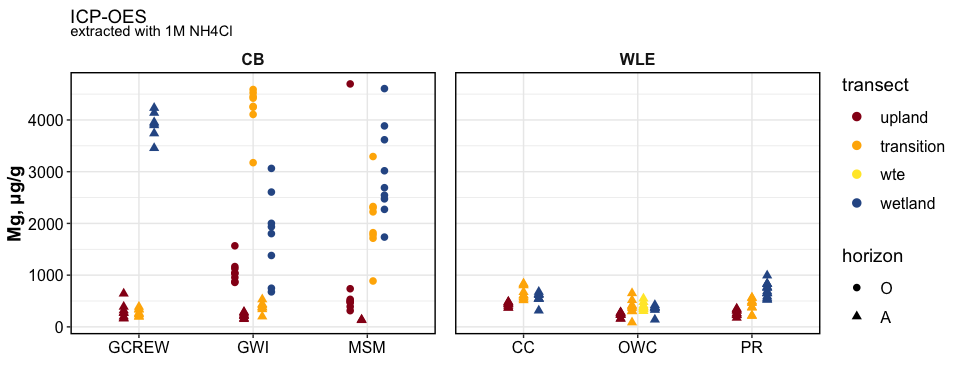 ICP-OES
extracted with 1M NH4Cl
CB
WLE
Mg, μg/g
4000
3000
2000
1000
0
GCREW
GWI
MSM
CC
OWC
PR
transect
upland
transition
wte
wetland
horizon
O
A